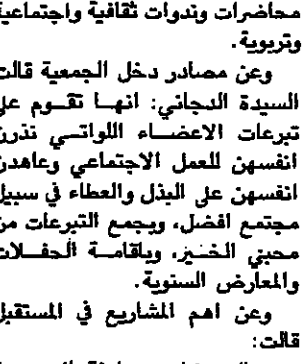 محاضرات وندوات ثقافية واجتماعية
وتربوية.
وعن مصادر دخل الجمعية قالت
السيدة الدجاني: انها تقوم على
تبرعات الاعضاء اللواتي نذرن
انفسهن للعمل الاجتماعي وعاهدن
انفسهن على البذل والعطاء في سبيل
مجتمع افضل، ويجمع التبرعات من
محبي الخير، وباقامة الحفلات
والمعارض السنوية.
وعن اهم المشاريع في المستقبل
قالت: